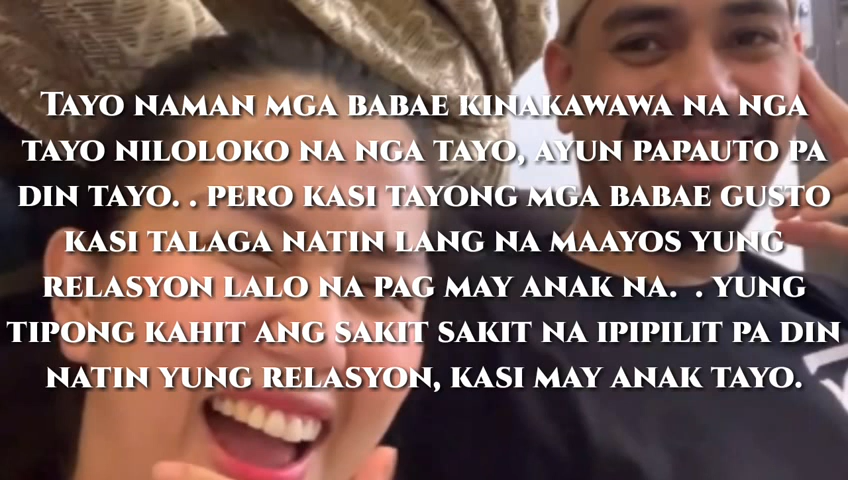 Tayo naman mga babae kinakawawa na nga
tayo niloloko na nga tayo, ayun papauto pa
din tayo. . pero kasi tayong mga babae gusto
kasi talaga natin lang na maayos yung
relasyon lalo na pag may anak na.  . yung
tipong kahit ang sakit sakit na ipipilit pa din
natin yung relasyon, kasi may anak tayo.